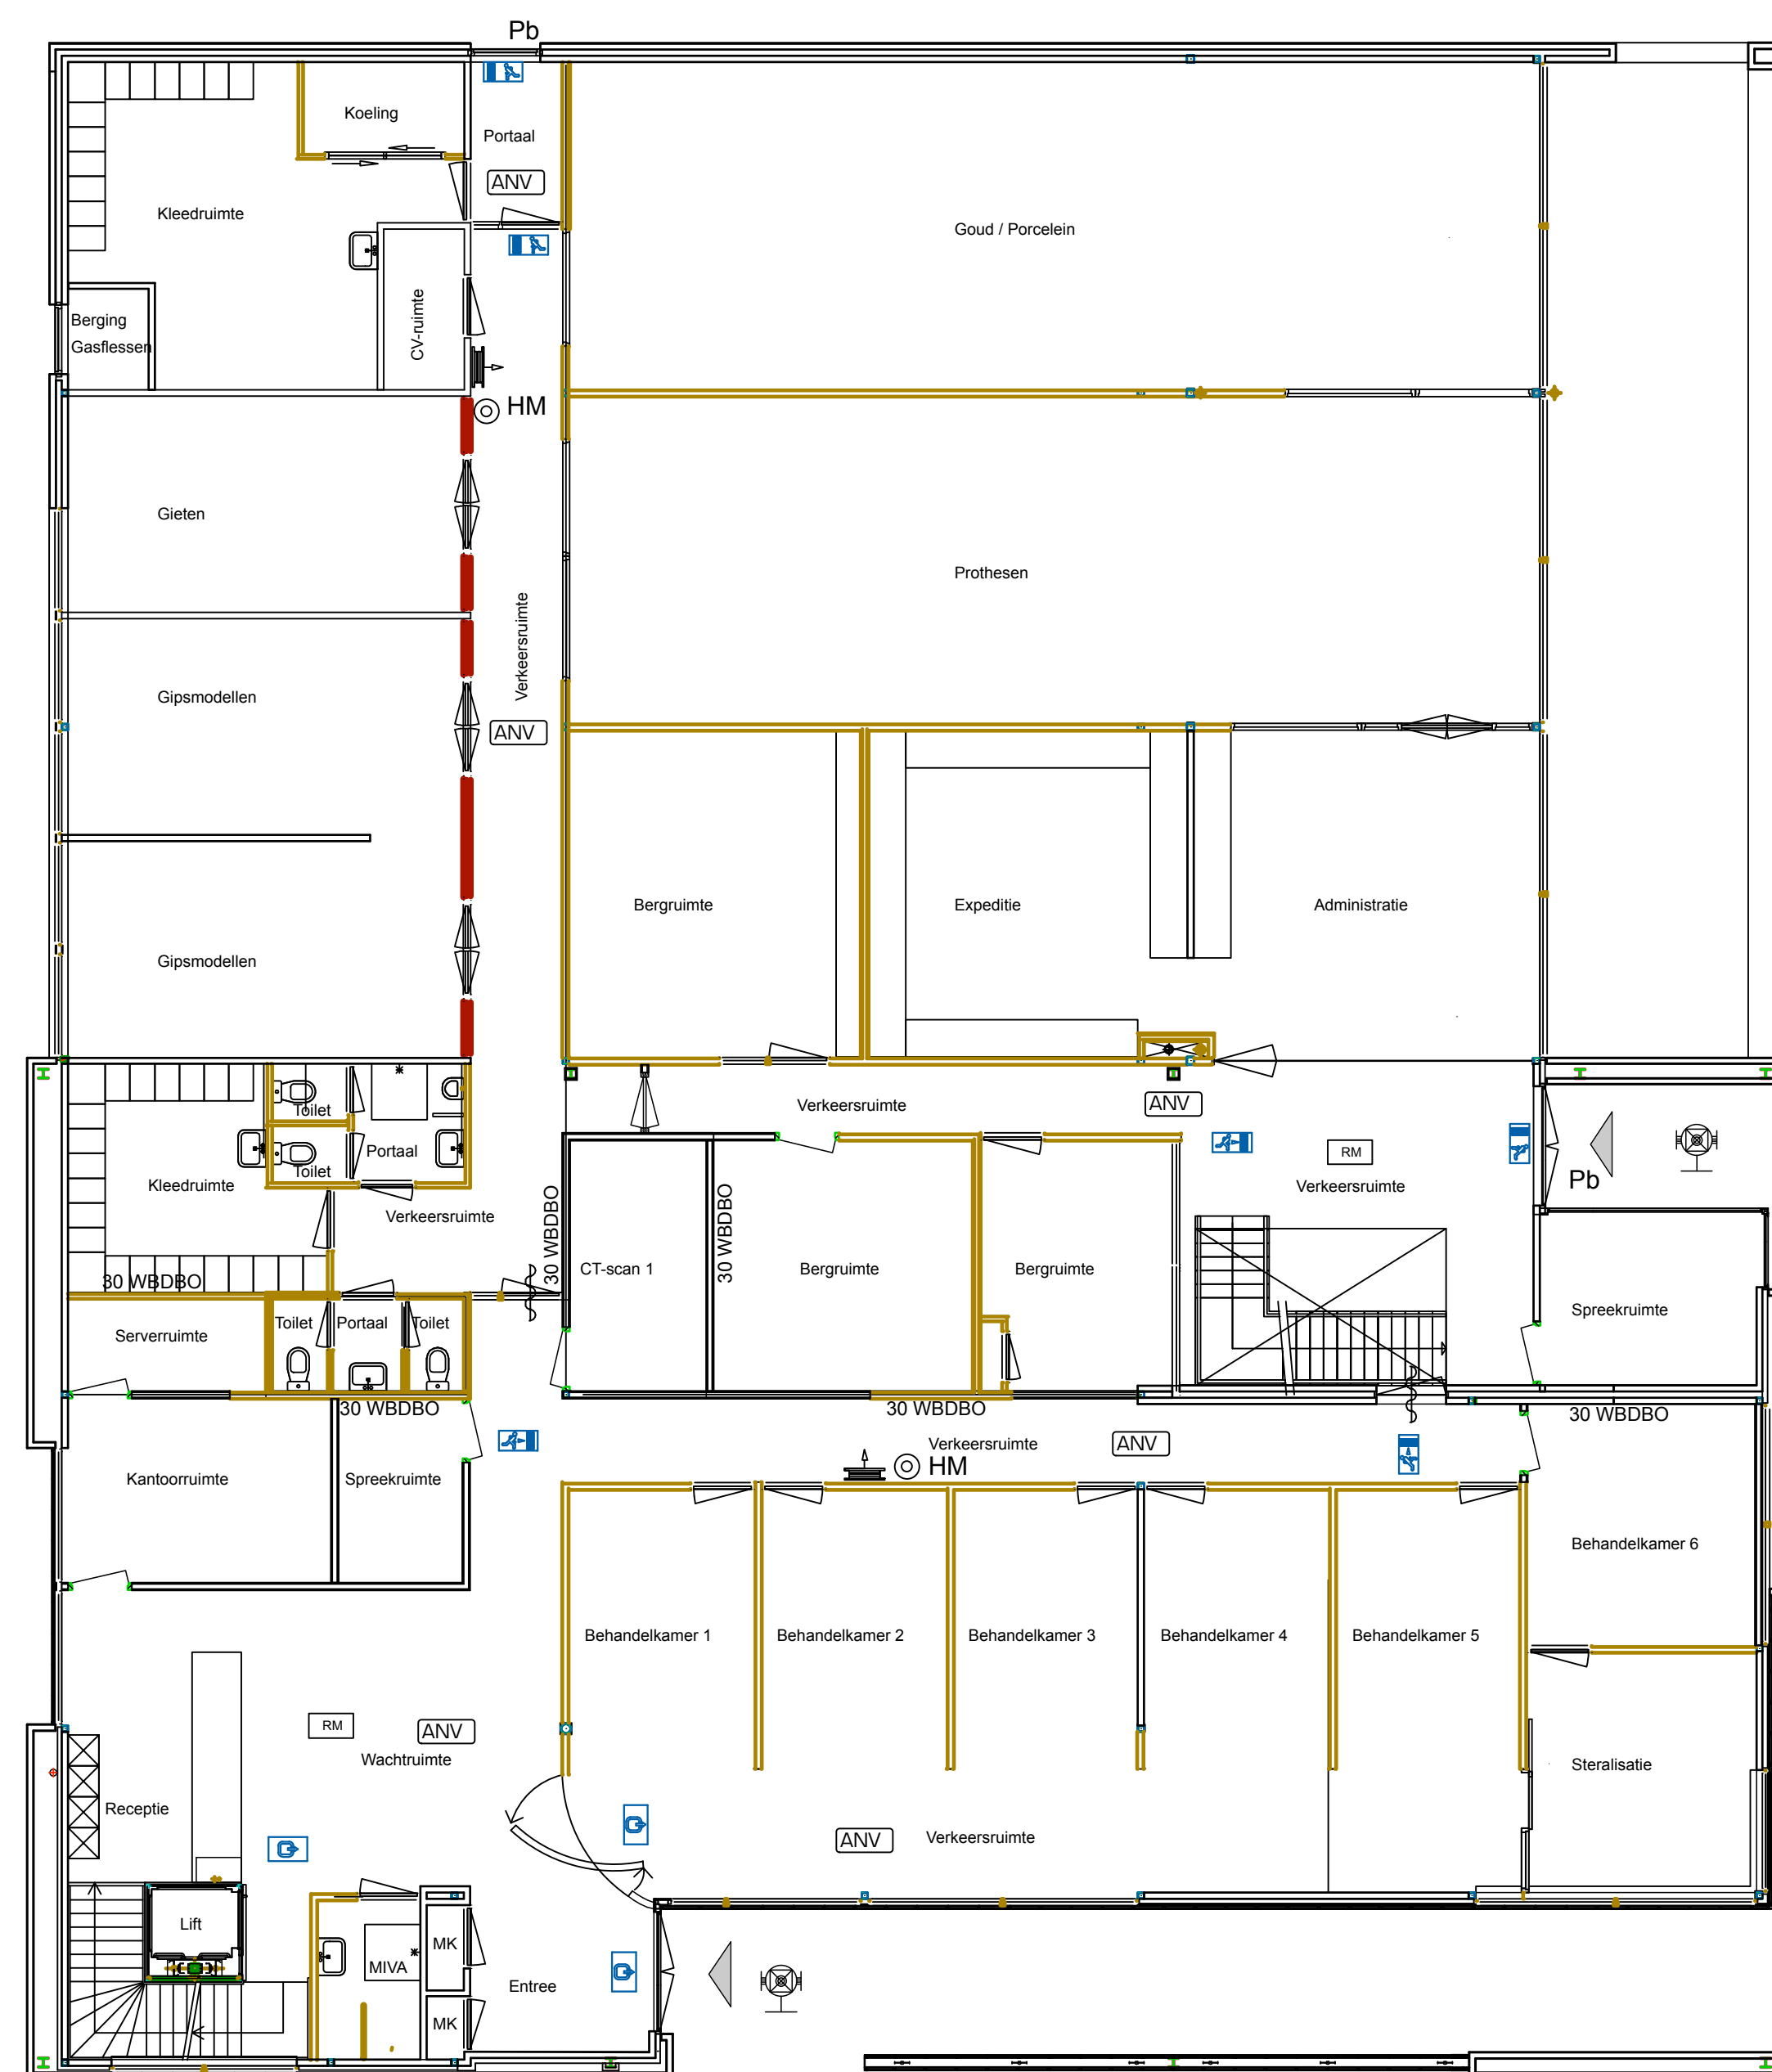 Pb
Koeling
Portaal
ANV
Kleedruimte
Goud / Porcelein
Berging
Gasflessen
CV-ruimte
HM
Gieten
Prothesen
Verkeersruimte
Gipsmodellen
ANV
Bergruimte
Expeditie
Administratie
Gipsmodellen
Toilet
Verkeersruimte
ANV
Portaal
RM
Toilet
Pb
Kleedruimte
Verkeersruimte
Verkeersruimte
30 WBDBO
30 WBDBO
CT-scan 1
Bergruimte
Bergruimte
30 WBDBO
Spreekruimte
Serverruimte
Toilet
Portaal
Toilet
30 WBDBO
30 WBDBO
30 WBDBO
Verkeersruimte
ANV
HM
Kantoorruimte
Spreekruimte
Behandelkamer 6
Behandelkamer 1
Behandelkamer 2
Behandelkamer 3
Behandelkamer 4
Behandelkamer 5
RM
ANV
Wachtruimte
Steralisatie
Receptie
ANV
Verkeersruimte
Lift
MK
MIVA
Entree
MK